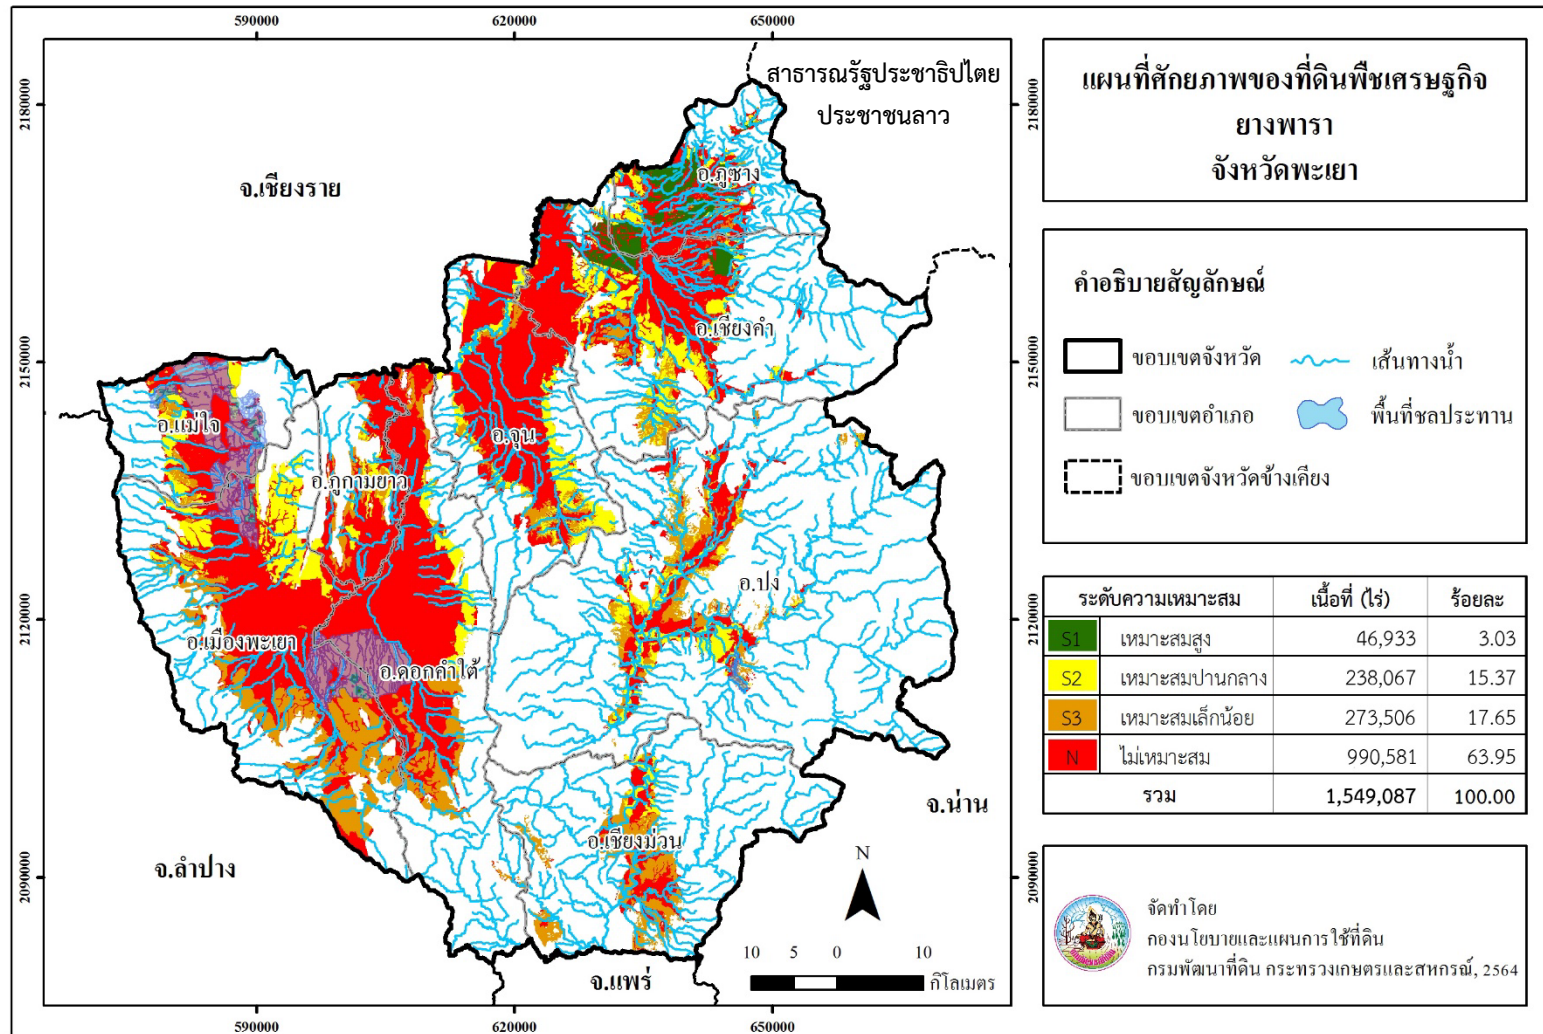 590000
620000
650000
2180000
2150000
2120000
2090000
สาธารณรัฐประชาธิปไตย
ประชาชนลาว
จ.เชียงราย
อ.ภูซาง
อ.เชียงคำ
อ.แม่ใจ
อ.จุน
อ.ภูกามยาว
อ.ปง
อ.เมืองพะเยา
อ.ดอกคำใต้
จ.น่าน
อ.เชียงม่วน
จ.ลำปาง
จ.แพร่
N
10 5 0 10
กิโลเมตร
590000
620000
650000
2180000
2150000
2120000
2090000
แผนที่ศักยภาพของที่ดินพืชเศรษฐกิจ
ยางพารา
จังหวัดพะเยา
คำอธิบายสัญลักษณ์
ขอบเขตจังหวัด เส้นทางน้ำ
ขอบเขตอำเภอ พื้นที่ชลประทาน
ขอบเขตจังหวัดข้างเคียง
ระดับความเหมาะสม เนื้อที่ (ไร่) ร้อยละ
S1 เหมาะสมสูง 46,933 3.03
S2 เหมาะสมปานกลาง 238,067 15.37
S3 เหมาะสมเล็กน้อย 273,506 17.65
N ไม่เหมาะสม 990,581 63.95
รวม 1,549,087 100.00
จัดทำโดย
กองนโยบายและแผนการใช้ที่ดิน
กรมพัฒนาที่ดิน กระทรวงเกษตรและสหกรณ์, 2564